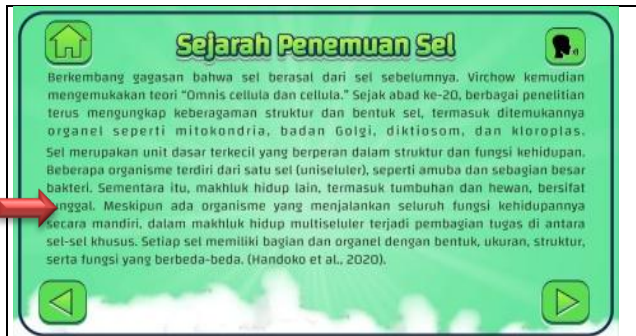 Sejarah Penemuan Sel
Berkembang gagasan bahwa sel berasal dari sel sebelumnya. Virchow kemudian
mengemukakan teori “Omnis cellula dan cellula.” Sejak abad ke-20, berbagai penelitian
terus mengungkap keberagaman struktur dan bentuk sel, termasuk ditemukannya
organel seperti mitokondria, badan Golgi, diktiosom, dan kloroplas.
Sel merupakan unit dasar terkecil yang berperan dalam struktur dan fungsi kehidupan.
Beberapa organisme terdiri dari satu sel (uniseluler), seperti amuba dan sebagian besar
bakteri. Sementara itu, makhluk hidup lain, termasuk tumbuhan dan hewan, bersifat
Meskipun ada organisme yang menjalankan seluruh fungsi kehidupannya
secara mandiri, dalam makhluk hidup multiseluler terjadi pembagian tugas di antara
sel-sel khusus. Setiap sel memiliki bagian dan organel dengan bentuk, ukuran, struktur,
serta fungsi yang berbeda-beda. (Handoko et al., 2020).